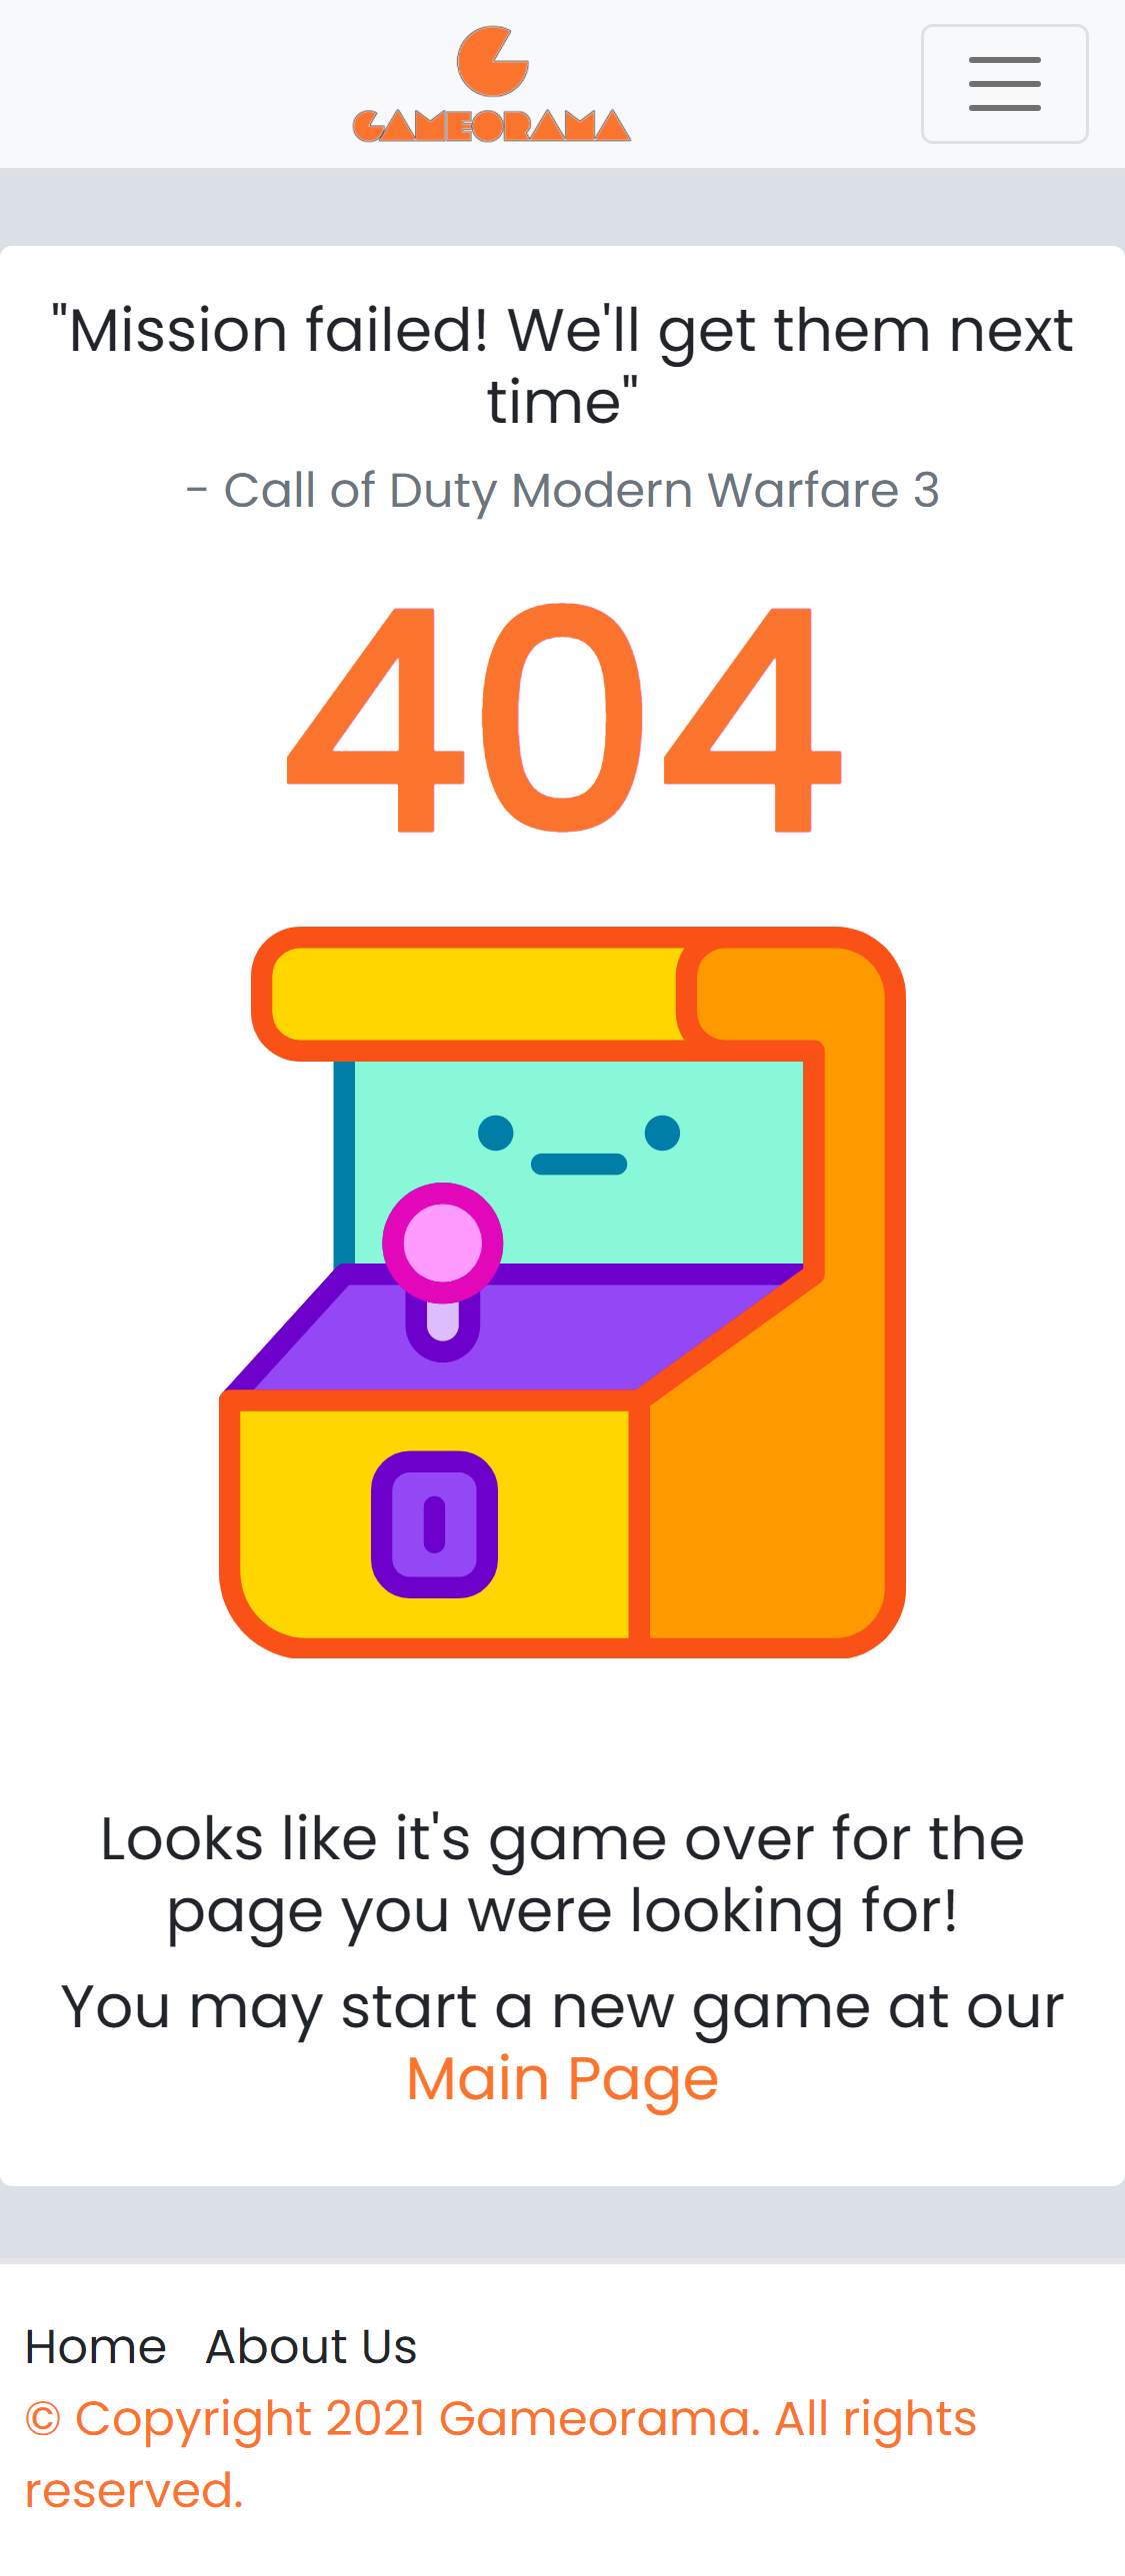 GAMEORAMA
"Mission failed! We'll get them next
time"
- Call of Duty Modern Warfare 3
404
Looks like it's game over for the
page you were looking for!
You may start a new game at our
Main Page
Home About Us
© Copyright 2021 Gameorama. All rights
reserved.